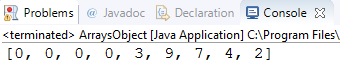 Problems @ Javadoc Declaration Console
<terminated> ArraysObject [Java Application] C:\Program Files\
[0, 0, 0, 0, 3, 9, 7, 4, 2]